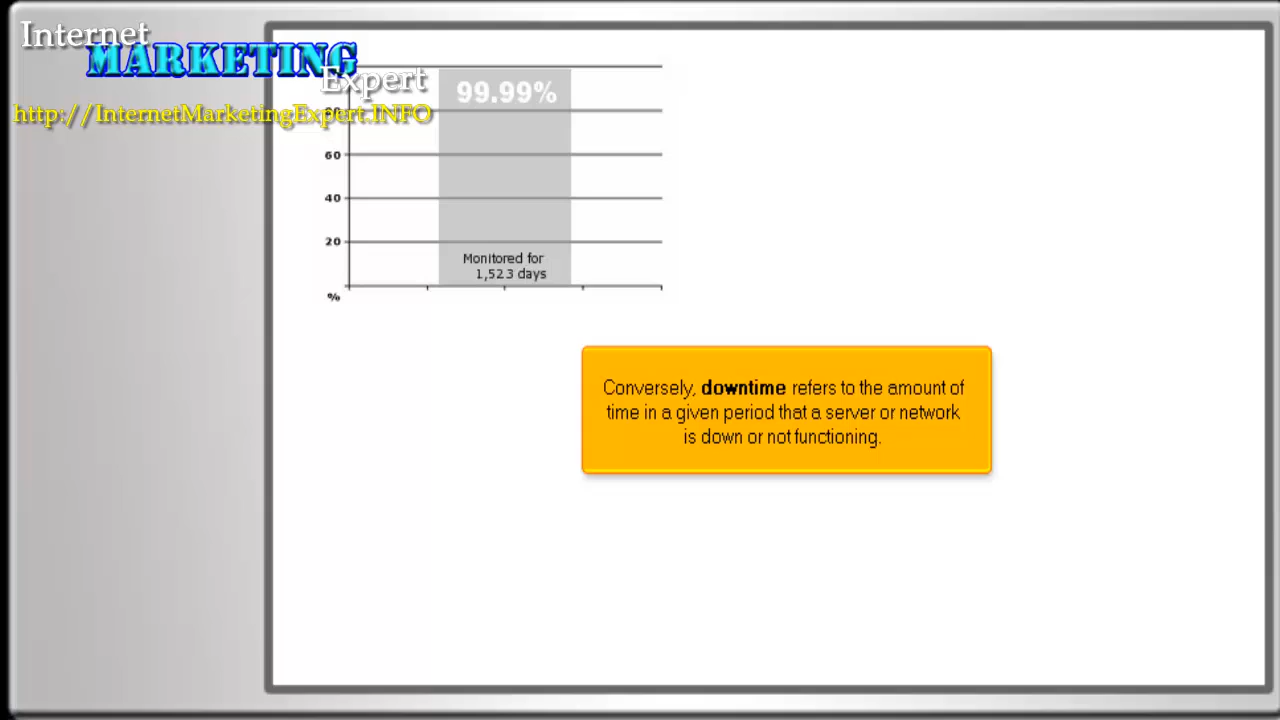 Internet
MARKETING
Expert
http://InternetMarketingExpert.INFO
99.99%
80
60
40
20
%
Monitored for
1,523 days
Conversely, downtime refers to the amount of
time in a given period that a server or network
is down or not functioning.